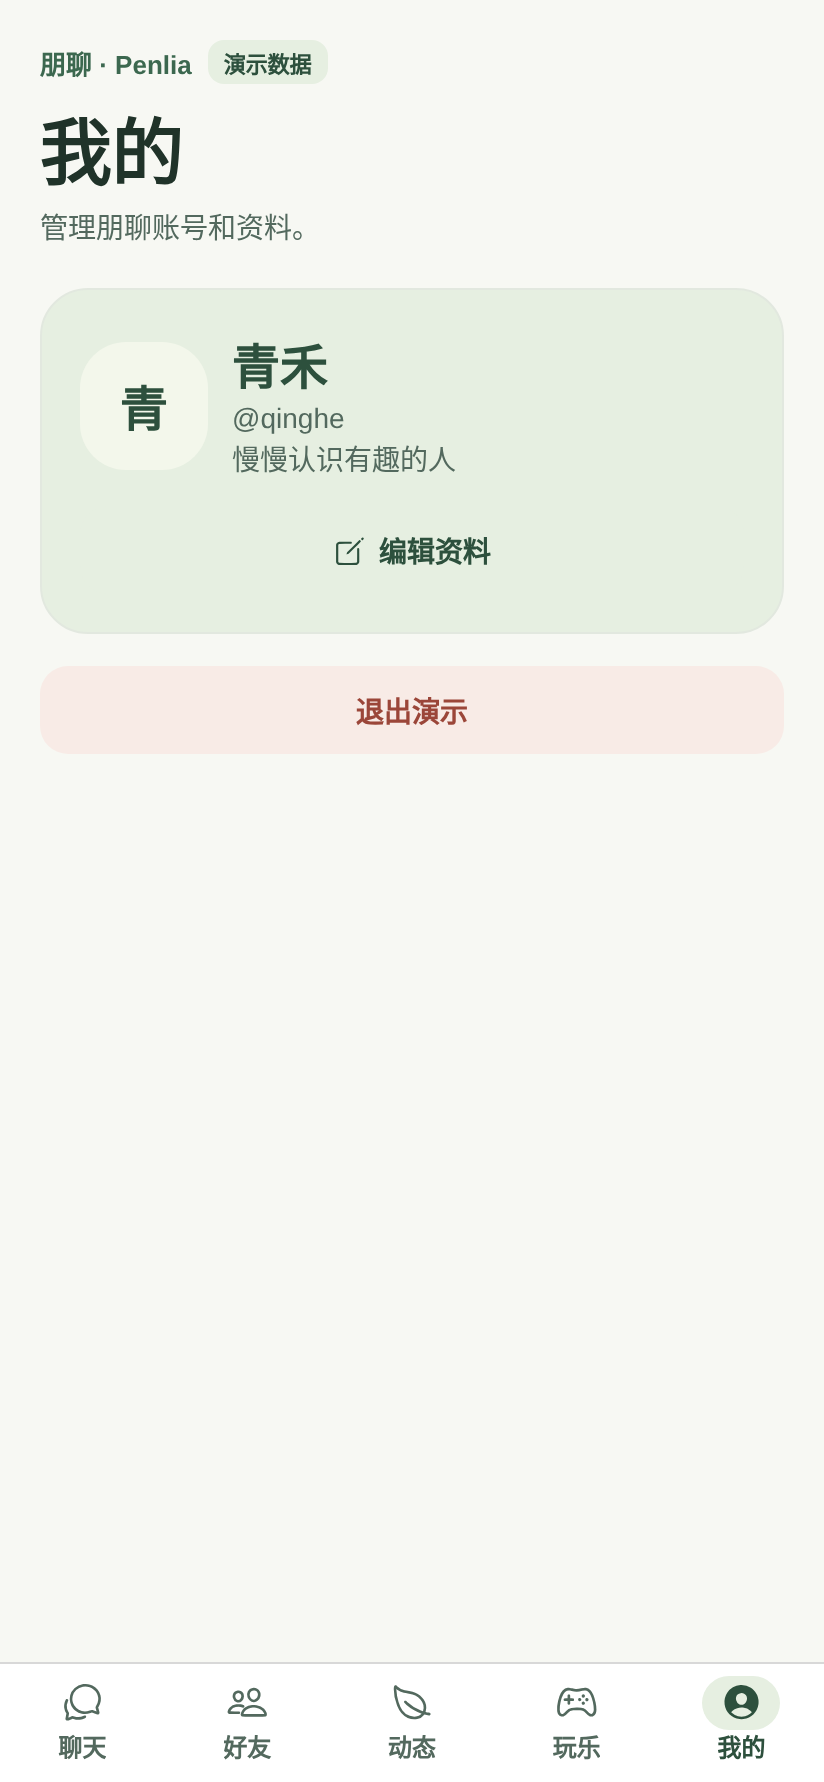 朋聊 · Penlia 演示数据
我的
管理朋聊账号和资料。
青
青禾
@qinghe
慢慢认识有趣的人
编辑资料
退出演示
聊天 好友 动态 玩乐 我的